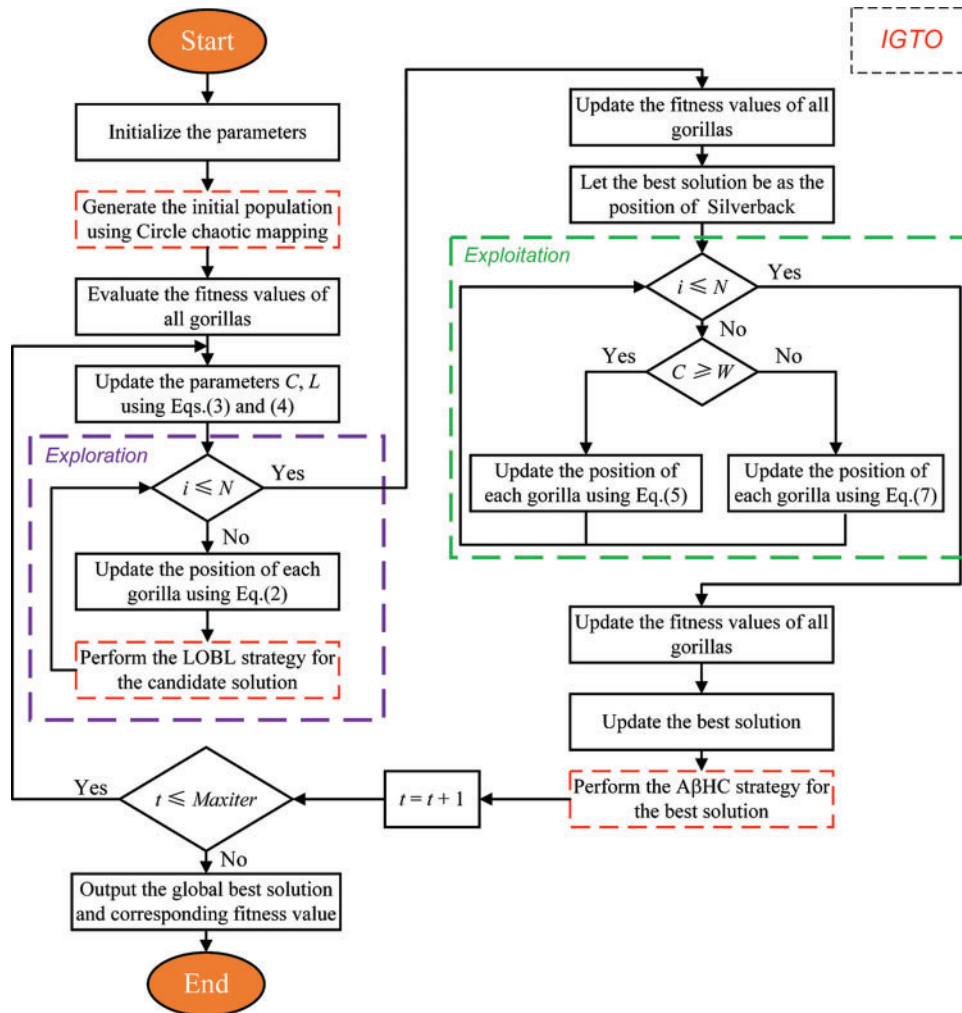 Start
IGTO
Initialize the parameters
Generate the initial population
using Circle chaotic mapping
Evaluate the fitness values of
all gorillas
Update the parameters C, L
using Eqs.(3) and (4)
Exploration
i ≤ N
Yes
No
Update the position of each
gorilla using Eq.(2)
Perform the LOBL strategy for
the candidate solution
Update the fitness values of all
gorillas
Let the best solution be as the
position of Silverback
Exploitation
i ≤ N
Yes
No
C ≥ W
Yes
No
Update the position of
each gorilla using Eq.(5)
Update the position of
each gorilla using Eq.(7)
Update the fitness values of all
gorillas
Update the best solution
Perform the AβHC strategy for
the best solution
t = t + 1
t ≤ Maxiter
Yes
No
Output the global best solution
and corresponding fitness value
End